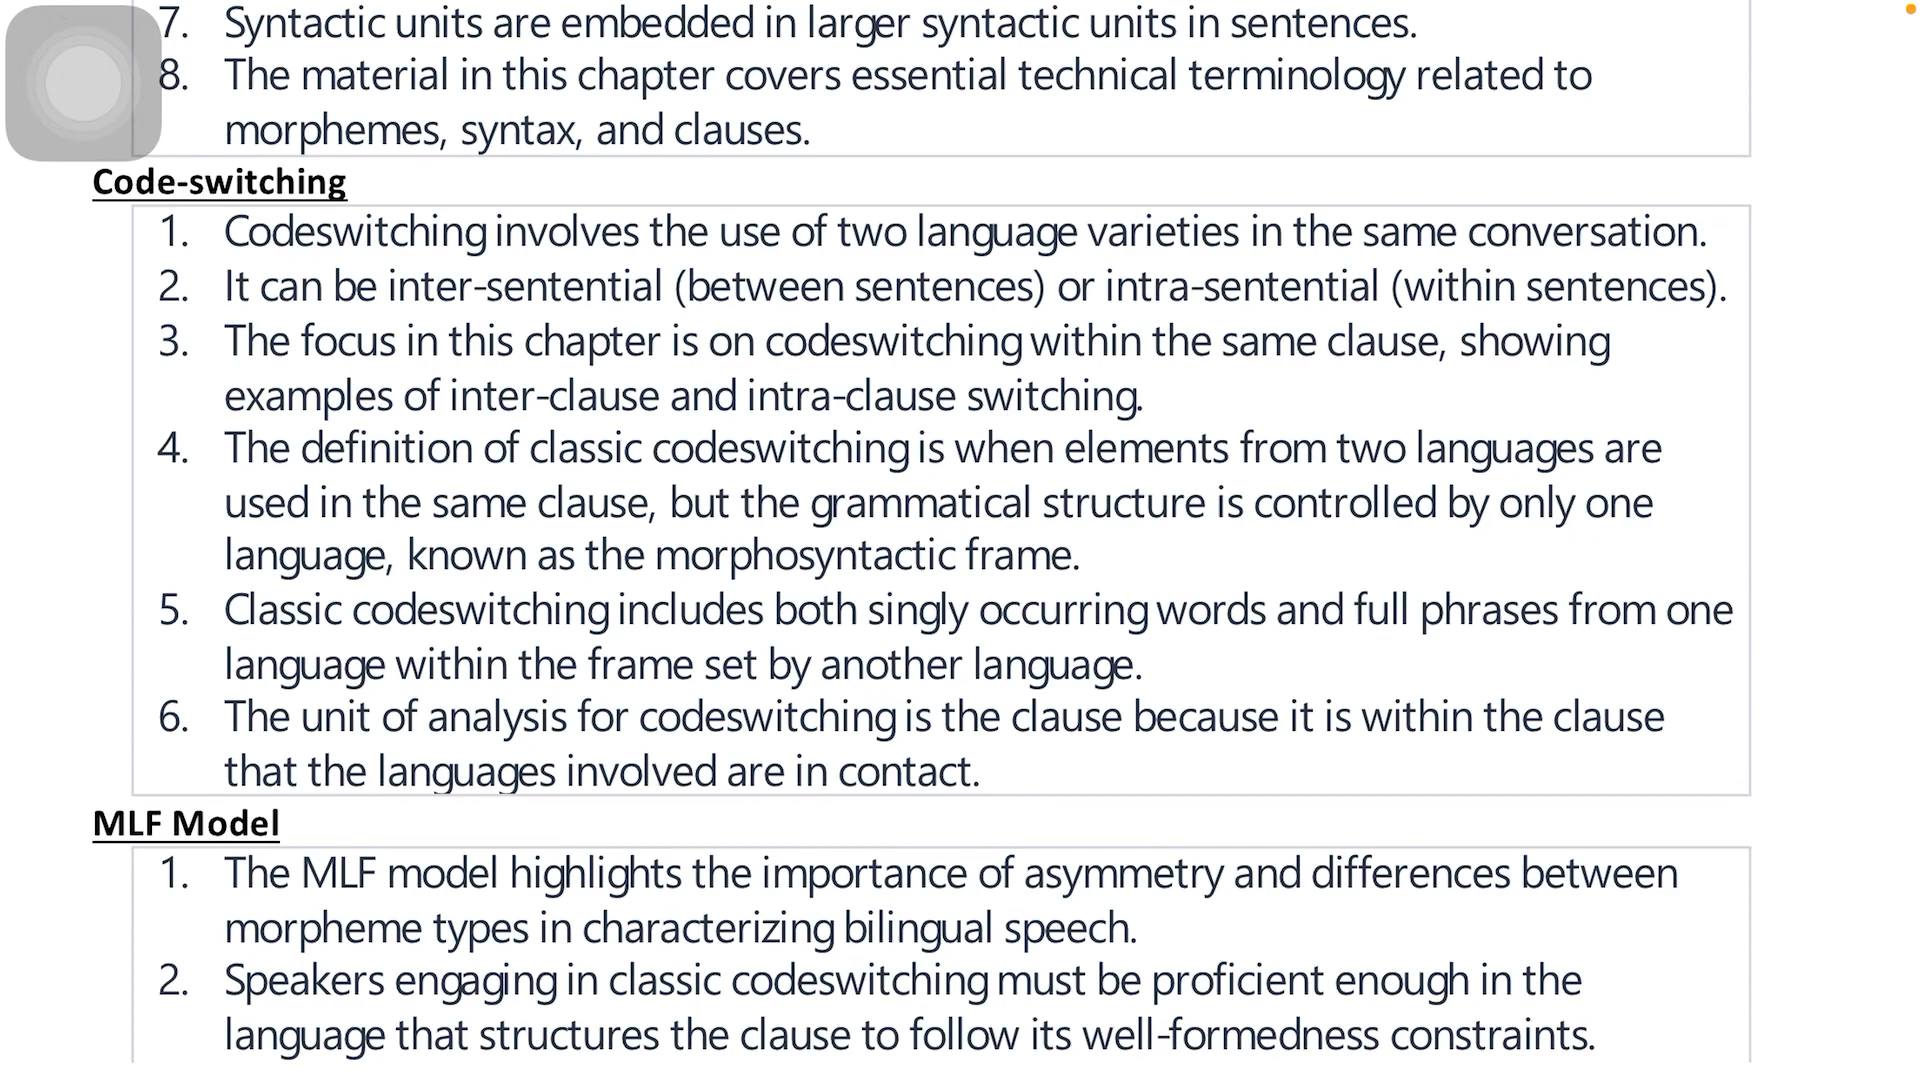 7. Syntactic units are embedded in larger syntactic units in sentences.
8. The material in this chapter covers essential technical terminology related to
morphemes, syntax, and clauses.
Code-switching
1. Codeswitching involves the use of two language varieties in the same conversation.
2. It can be inter-sentential (between sentences) or intra-sentential (within sentences).
3. The focus in this chapter is on codeswitching within the same clause, showing
examples of inter-clause and intra-clause switching.
4. The definition of classic codeswitching is when elements from two languages are
used in the same clause, but the grammatical structure is controlled by only one
language, known as the morphosyntactic frame.
5. Classic codeswitching includes both singly occurring words and full phrases from one
language within the frame set by another language.
6. The unit of analysis for codeswitching is the clause because it is within the clause
that the languages involved are in contact.
MLF Model
1. The MLF model highlights the importance of asymmetry and differences between
morpheme types in characterizing bilingual speech.
2. Speakers engaging in classic codeswitching must be proficient enough in the
language that structures the clause to follow its well-formedness constraints.